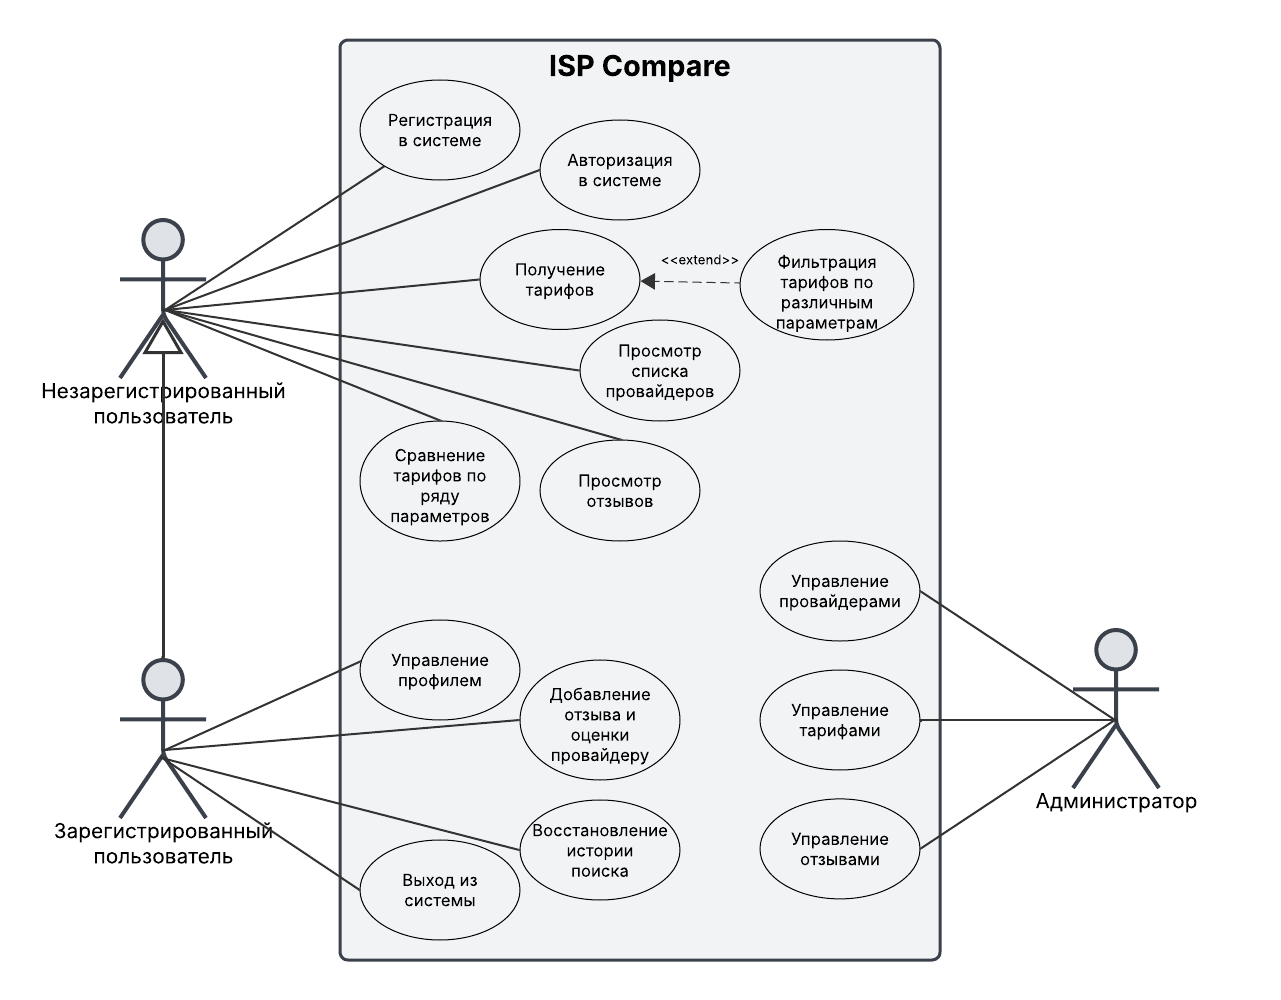 ISP Compare
Регистрация
в системе
Авторизация
в системе
Получение
тарифов
<<extend>>
Фильтрация
тарифов по
различным
параметрам
Просмотр
списка
провайдеров
Незарегистрированный
пользователь
Сравнение
тарифов по
ряду
параметров
Просмотр
отзывов
Управление
провайдерами
Управление
профилем
Добавление
отзыва и
оценки
провайдеру
Управление
тарифами
Администратор
Зарегистрированный
пользователь
Восстановление
истории
поиска
Управление
отзывами
Выход из
системы